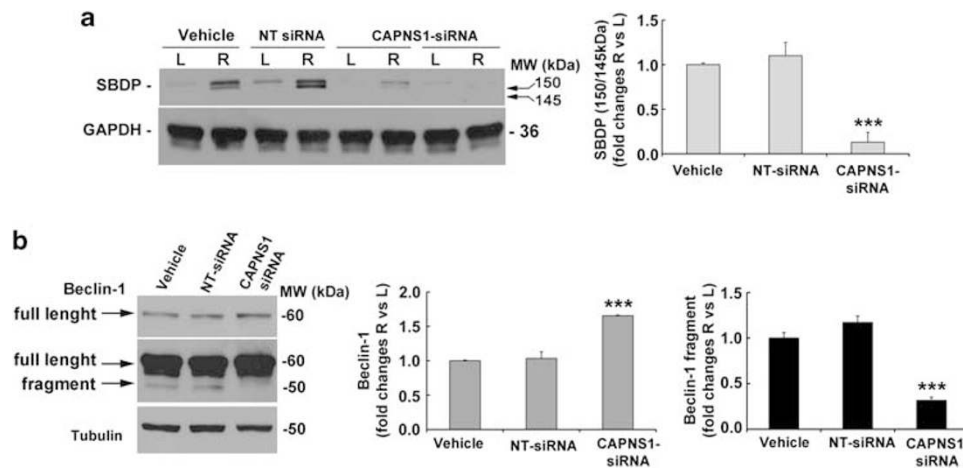 a
Vehicle NT siRNA CAPNS1-siRNA
L R L R L R L R MW (kDa)
SBDP - 150
145
GAPDH - - 36
SBDP (150/145kDa)
(fold changes R vs L)
1.5
1.0
0.5
0.0
***
Vehicle NT-siRNA CAPNS1-
siRNA
b
Vehicle NT-siRNA CAPNS1
siRNA
Beclin-1 MW (kDa)
full lenght -60
full lenght -60
fragment -50
Tubulin -50
Beclin-1
(fold changes R vs L)
2.0
1.5
1.0
0.5
0.0
***
Vehicle NT-siRNA CAPNS1-
siRNA
Beclin-1 fragment
(fold changes R vs L)
1.5
1.0
0.5
0.0
***
Vehicle NT-siRNA CAPNS1
siRNA